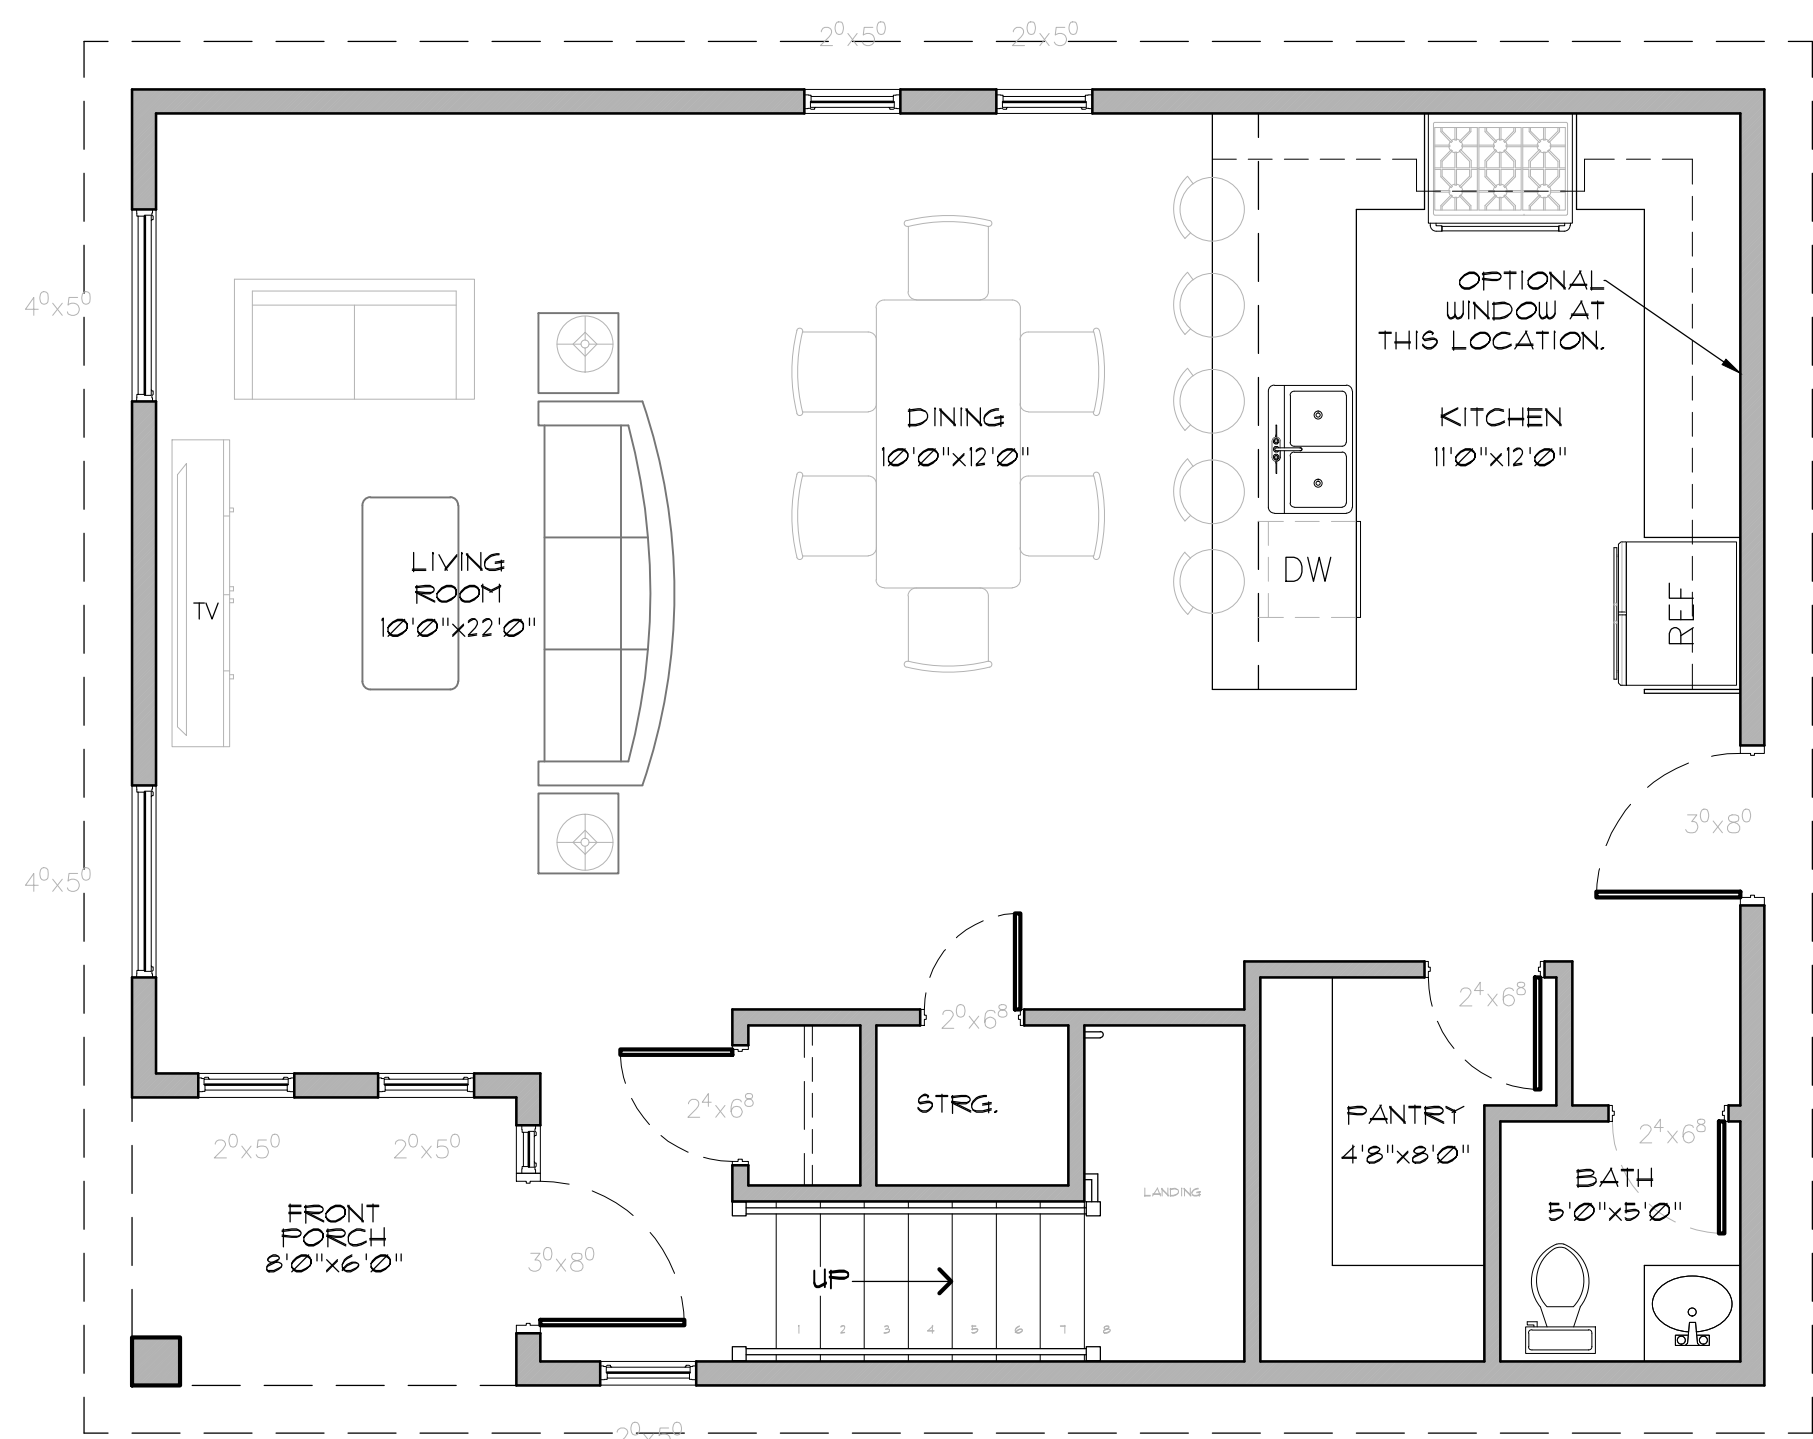 2⁰x5⁰ 2⁰x5⁰
4⁰x5⁰
OPTIONAL
WINDOW AT
THIS LOCATION.
DINING
10'0"x12'0"
KITCHEN
11'0"x12'0"
LIVING
ROOM
10'0"x22'0"
TV
DW
REF
3⁰x8⁰
4⁰x5⁰
2⁴x6⁸
2⁰x6⁸
2⁴x6⁸
STRG.
PANTRY
4'8"x8'0"
2⁴x6⁸
2⁰x5⁰ 2⁰x5⁰
BATH
5'0"x5'0"
LANDING
FRONT
PORCH
8'0"x6'0"
3⁰x8⁰
UP
1 2 3 4 5 6 7 8
2⁰x5⁰